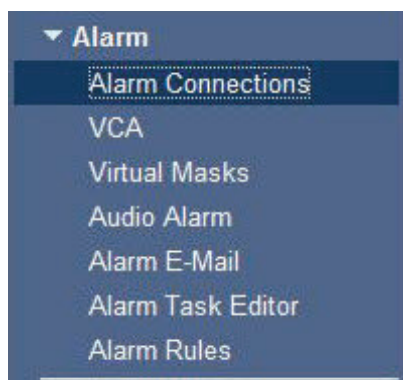 Alarm
Alarm Connections
VCA
Virtual Masks
Audio Alarm
Alarm E-Mail
Alarm Task Editor
Alarm Rules